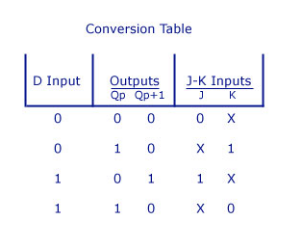 Conversion Table
D Input Outputs J-K Inputs
Qp Qp+1 J K
0 0 0 0 X
0 1 0 X 1
1 0 1 1 X
1 1 0 X 0